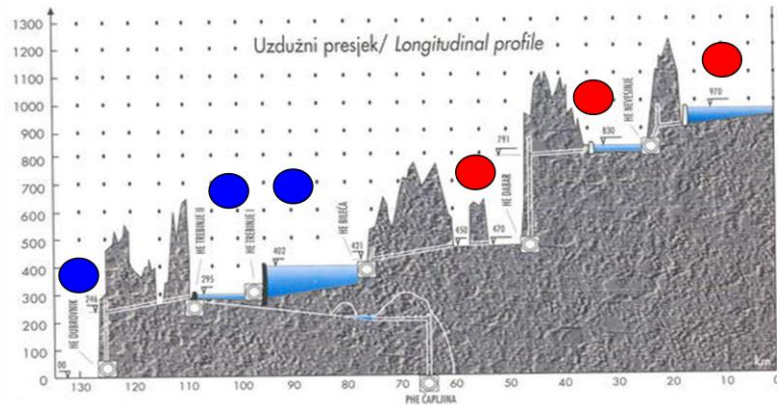 Uzdužni presjek/ Longitudinal profile
1300
1200
1100
1000
900
800
700
600
500
400
300
200
100
0
970
HE NEVESINJE
830
791
HE DABAR
470
450
HE BILEĆA
421
402
HE TREBINJE I
HE TREBINJE II
295
246
HE DUBROVNIK
00
PHE ČAPLJINA
130 120 110 100 90 80 70 60 50 40 30 20 10 0
km